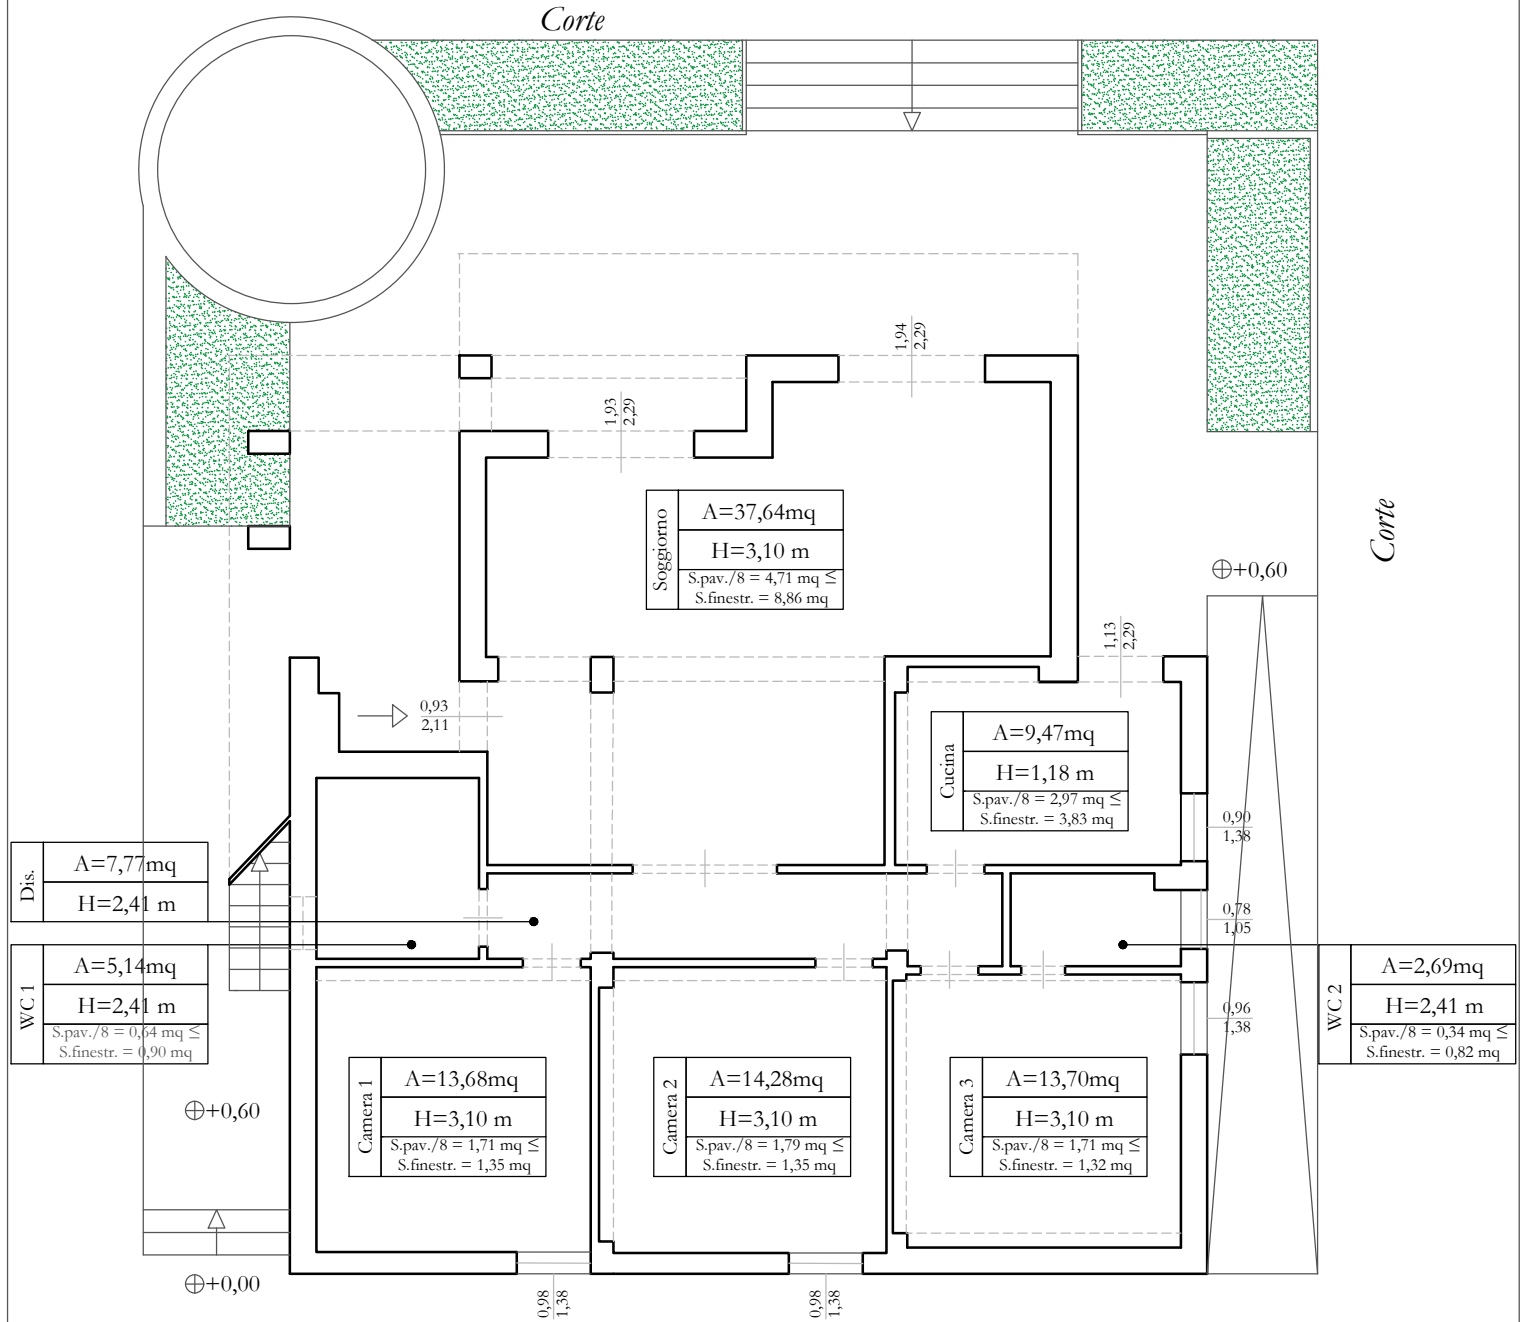 Corte
1,94
2,29
1,93
2,29
Soggiorno
A=37,64mq
H=3,10 m
S.pav./8 = 4,71 mq ≤
S.finestr. = 8,86 mq
Corte
+0,60
1,13
2,29
0,93
2,11
Cucina
A=9,47mq
H=1,18 m
S.pav./8 = 2,97 mq ≤
S.finestr. = 3,83 mq
0,90
1,38
Dis.
A=7,77mq
H=2,41 m
0,78
1,05
WC 1
A=5,14mq
H=2,41 m
S.pav./8 = 0,64 mq ≤
S.finestr. = 0,90 mq
WC 2
A=2,69mq
H=2,41 m
S.pav./8 = 0,34 mq ≤
S.finestr. = 0,82 mq
0,96
1,38
Camera 1
A=13,68mq
H=3,10 m
S.pav./8 = 1,71 mq ≤
S.finestr. = 1,35 mq
Camera 2
A=14,28mq
H=3,10 m
S.pav./8 = 1,79 mq ≤
S.finestr. = 1,35 mq
Camera 3
A=13,70mq
H=3,10 m
S.pav./8 = 1,71 mq ≤
S.finestr. = 1,32 mq
+0,60
+0,00
0,98
1,38
0,98
1,38